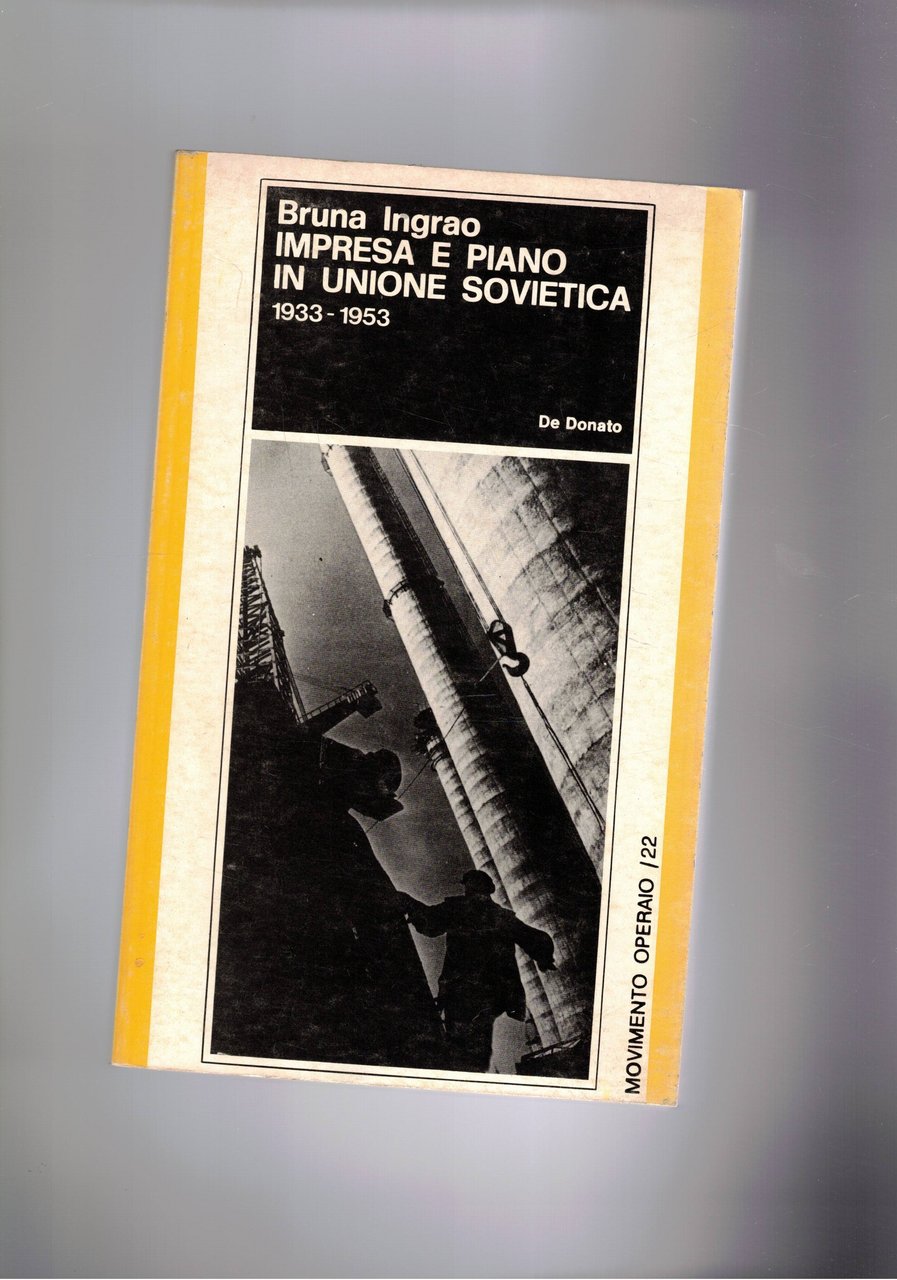 Bruna Ingrao
IMPRESA E PIANO
IN UNIONE SOVIETICA
1933-1953
De Donato
MOVIMENTO OPERAIO / 22